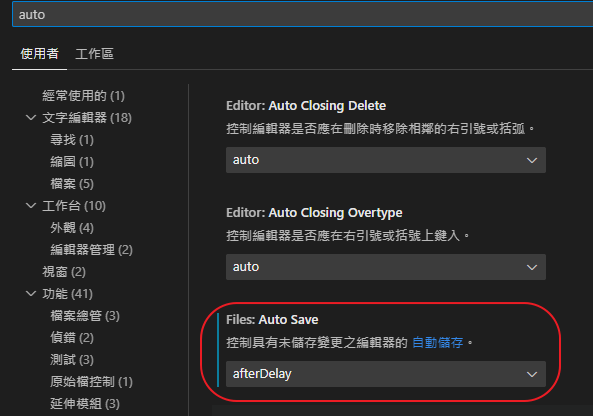 auto
使用者 工作區
經常使用的 (1)
文字編輯器 (18)
尋找 (1)
縮圖 (1)
檔案 (5)
工作台 (10)
外觀 (4)
編輯器管理 (2)
視窗 (2)
功能 (41)
檔案總管 (3)
偵錯 (2)
測試 (3)
原始檔控制 (1)
延伸模組 (3)
Editor: Auto Closing Delete
控制編輯器是否應在刪除時移除相鄰的右引號或括弧。
auto
Editor: Auto Closing Overtype
控制編輯器是否應在右引號或括號上鍵入。
auto
Files: Auto Save
控制具有未儲存變更之編輯器的 自動儲存。
afterDelay